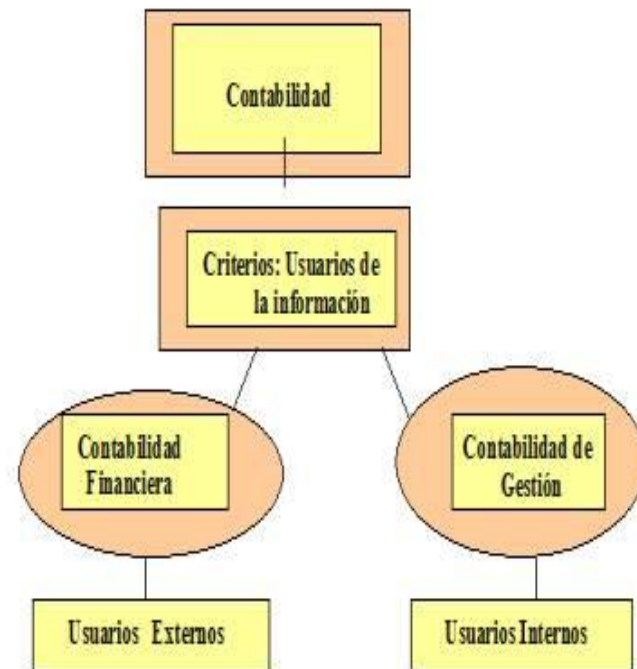 Contabilidad
Criterios: Usuarios de
la información
Contabilidad
Financiera
Contabilidad de
Gestión
Usuarios Externos
Usuarios Internos